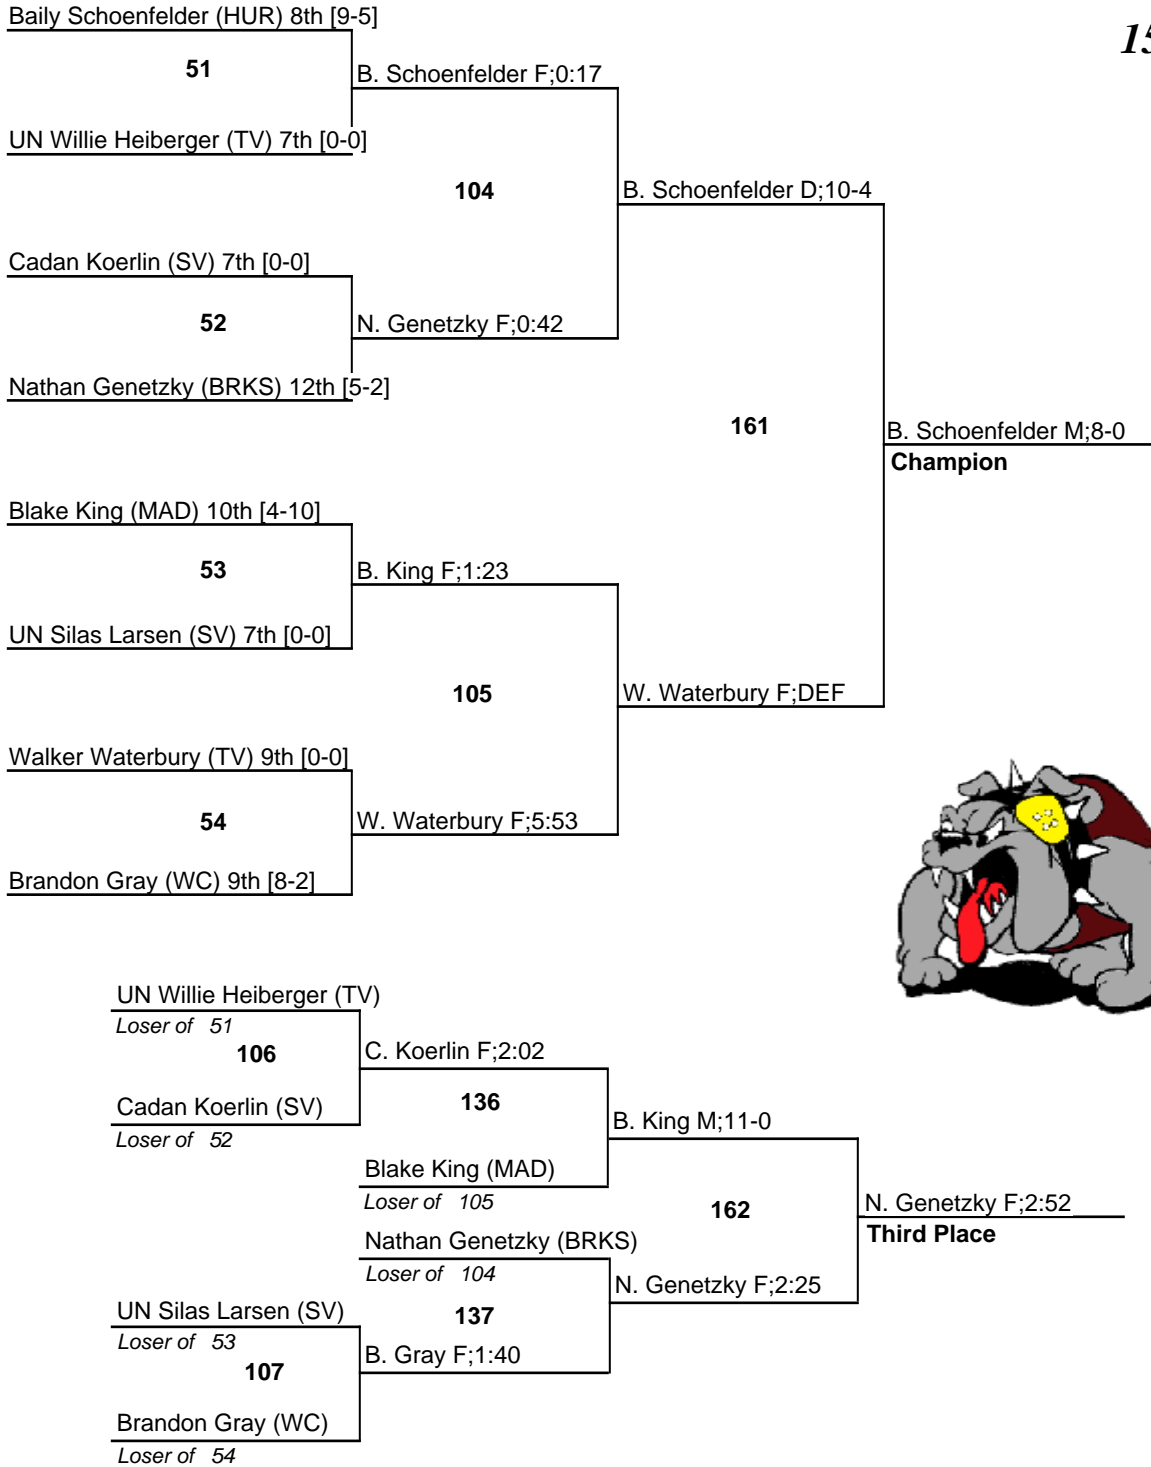 Baily Schoenfelder (HUR) 8th [9-5]
15
51
B. Schoenfelder F;0:17
UN Willie Heiberger (TV) 7th [0-0]
104
B. Schoenfelder D;10-4
Cadan Koerlin (SV) 7th [0-0]
52
N. Genetzky F;0:42
Nathan Genetzky (BRKS) 12th [5-2]
161
B. Schoenfelder M;8-0
Champion
Blake King (MAD) 10th [4-10]
53
B. King F;1:23
UN Silas Larsen (SV) 7th [0-0]
105
W. Waterbury F;DEF
Walker Waterbury (TV) 9th [0-0]
54
W. Waterbury F;5:53
Brandon Gray (WC) 9th [8-2]
UN Willie Heiberger (TV)
Loser of 51
106
C. Koerlin F;2:02
Cadan Koerlin (SV)
Loser of 52
136
B. King M;11-0
Blake King (MAD)
Loser of 105
162
N. Genetzky F;2:52
Third Place
Nathan Genetzky (BRKS)
Loser of 104
N. Genetzky F;2:25
UN Silas Larsen (SV)
Loser of 53
137
107
B. Gray F;1:40
Brandon Gray (WC)
Loser of 54